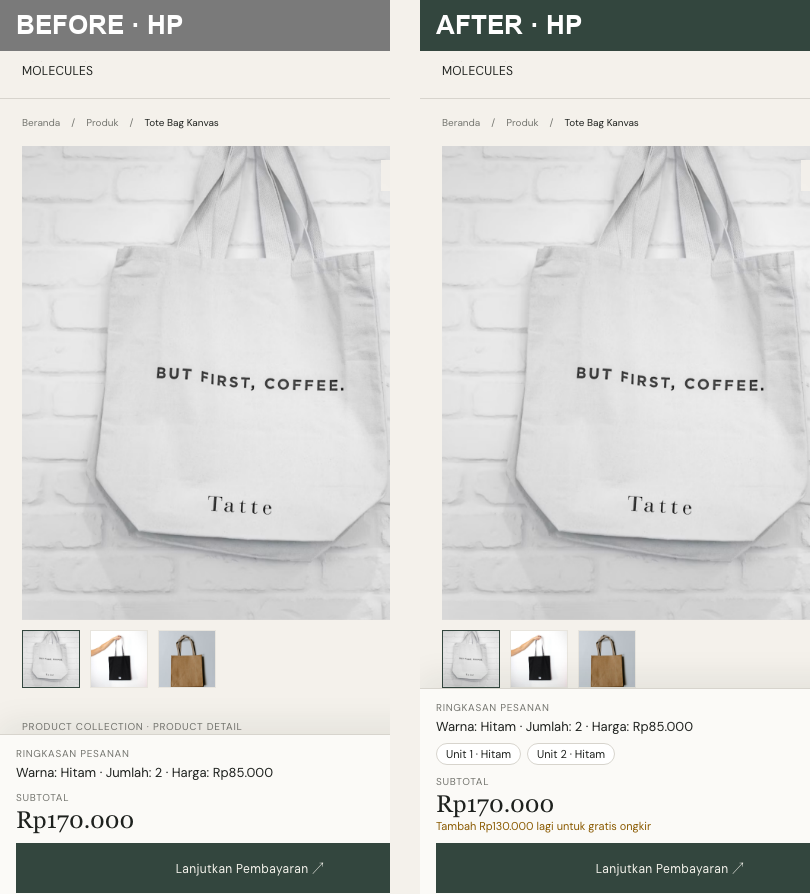 BEFORE · HP
MOLECULES
Beranda / Produk / Tote Bag Kanvas
BUT FIRST, COFFEE.
Tatte
PRODUCT COLLECTION · PRODUCT DETAIL
RINGKASAN PESANAN
Warna: Hitam · Jumlah: 2 · Harga: Rp85.000
SUBTOTAL
Rp170.000
Lanjutkan Pembayaran ↗
AFTER · HP
MOLECULES
Beranda / Produk / Tote Bag Kanvas
BUT FIRST, COFFEE.
Tatte
RINGKASAN PESANAN
Warna: Hitam · Jumlah: 2 · Harga: Rp85.000
Unit 1 · Hitam Unit 2 · Hitam
SUBTOTAL
Rp170.000
Tambah Rp130.000 lagi untuk gratis ongkir
Lanjutkan Pembayaran ↗